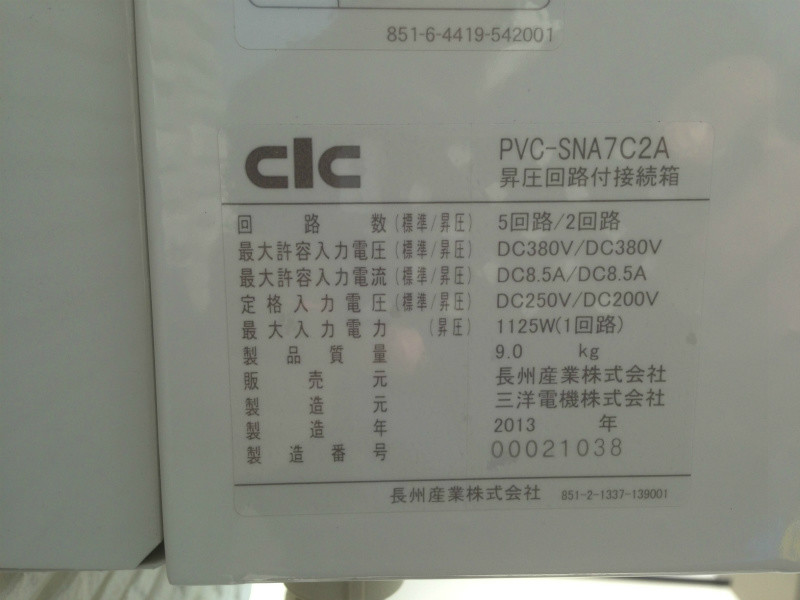 851-6-4419-542001
CIC
PVC-SNA7C2A
昇圧回路付接続箱
回路数(標準/昇圧) 5回路/2回路
最大許容入力電圧(標準/昇圧) DC380V/DC380V
最大許容入力電流(標準/昇圧) DC8.5A/DC8.5A
定格入力電圧(標準/昇圧) DC250V/DC200V
最大入力電力(昇圧) 1125W(1回路)
製品質量 9.0 kg
販売元 長州産業株式会社
製造元 三洋電機株式会社
製造年 2013 年
製造番号 00021038
長州産業株式会社 851-2-1337-139001